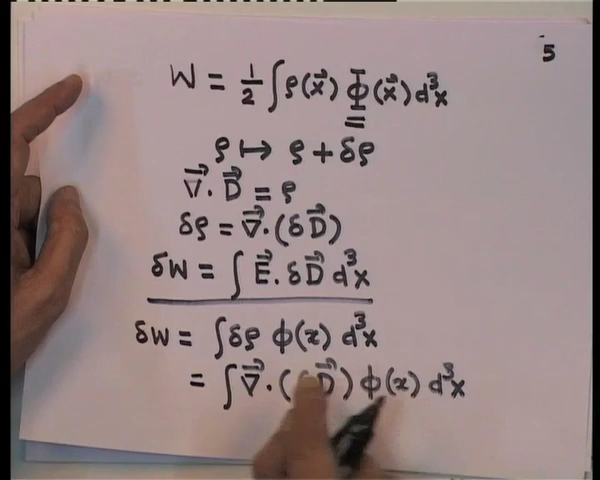 5
W = ½ ∫ρ(x⃗) Φ(x⃗) d³x
ρ ↦ ρ + δρ
∇⃗ · D⃗ = ρ
δρ = ∇⃗ · (δD⃗)
δW = ∫ E⃗ . δD⃗ d³x
δW = ∫δρ ϕ(x) d³x
= ∫ ∇⃗ · (δD⃗) ϕ(x) d³x